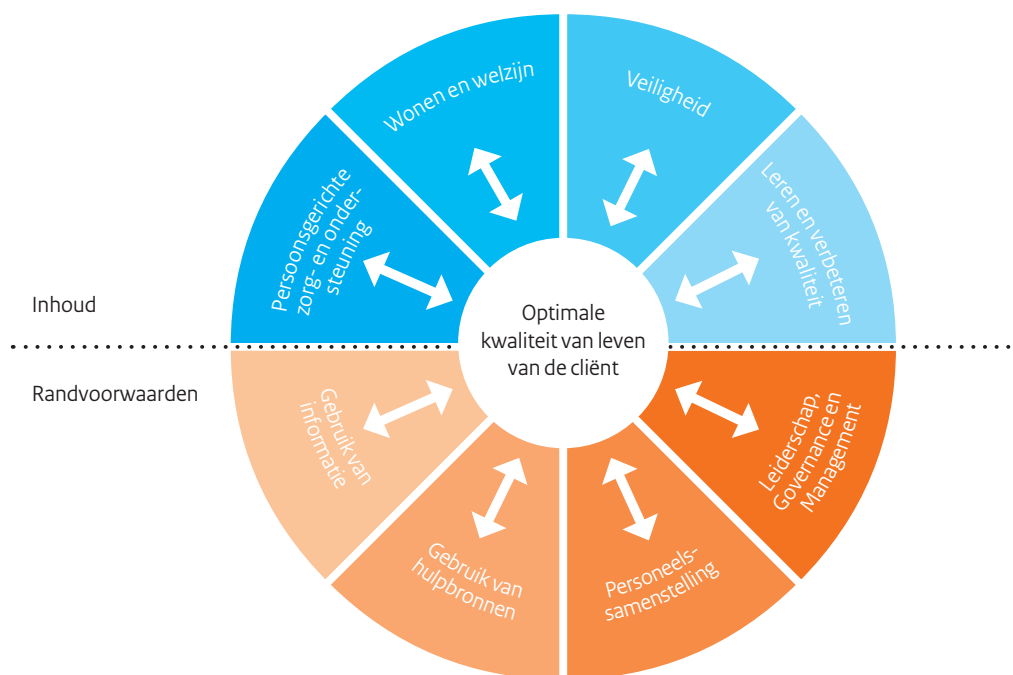 Wonen en welzijn
Veiligheid
Persoonsgerichte
zorg- en onder-
steuning
Leren en verbeteren
van kwaliteit
Inhoud
Optimale
kwaliteit van leven
van de cliënt
Randvoorwaarden
Gebruik van
informatie
Leiderschap,
Governance en
Management
Gebruik van
hulpbronnen
Personeels-
samenstelling